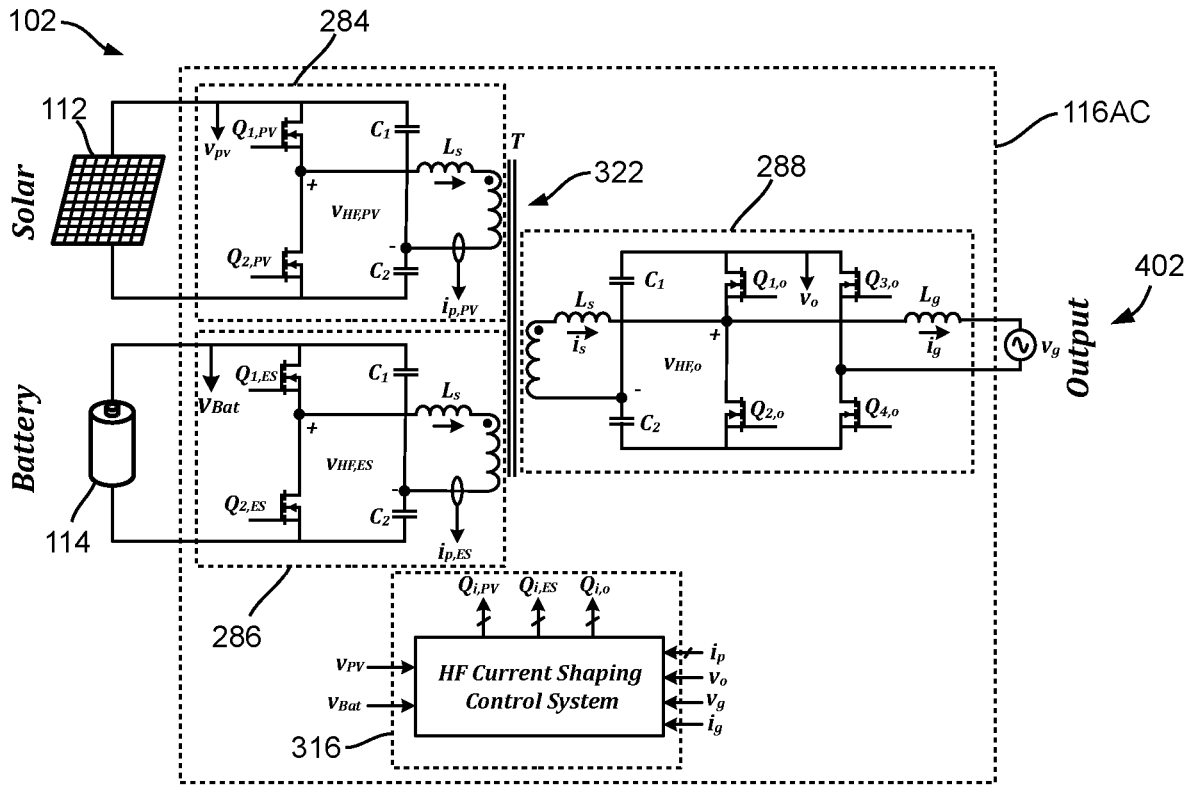 102
284
112
116AC
Solar
vpv
Q1,PV
C1
Ls
T
+
vHF,PV
322
288
Q2,PV
-
C2
ip,PV
C1
Q1,o
vo
Q3,o
Lg
402
Ls
is
+
vHF,o
ig
vg
Output
-
C2
Q2,o
Q4,o
Battery
VBat
Q1,ES
C1
Ls
+
vHF,ES
Q2,ES
-
C2
114
ip,ES
286
Qi,PV
Qi,ES
Qi,o
vPV
vBat
HF Current Shaping
Control System
ip
vo
vg
ig
316